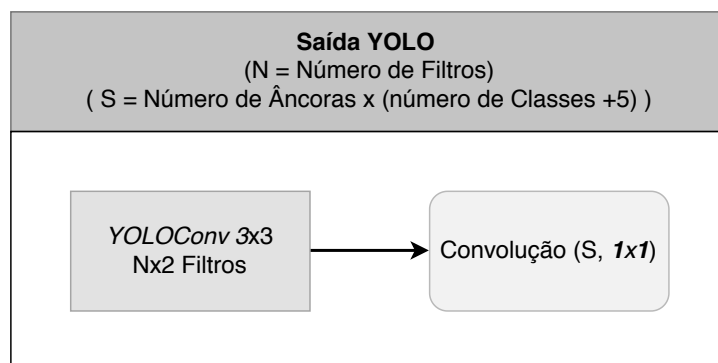 Saída YOLO
(N = Número de Filtros)
( S = Número de Âncoras x (número de Classes +5) )
YOLOConv 3x3
Nx2 Filtros
Convolução (S, 1x1)